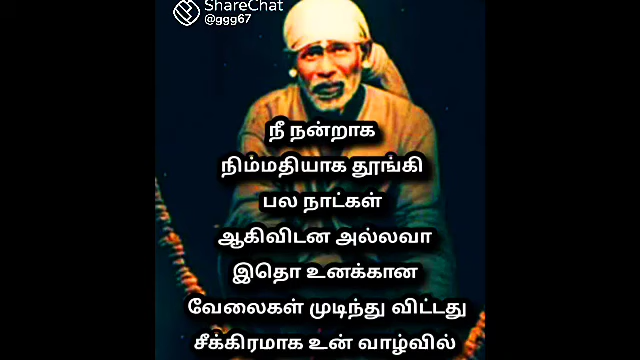 ShareChat
@ggg67
நீ நன்றாக
நிம்மதியாக தூங்கி
பல நாட்கள்
ஆகிவிடன அல்லவா
இதொ உனக்கான
வேலைகள் முடிந்து விட்டது
சீக்கிரமாக உன் வாழ்வில்